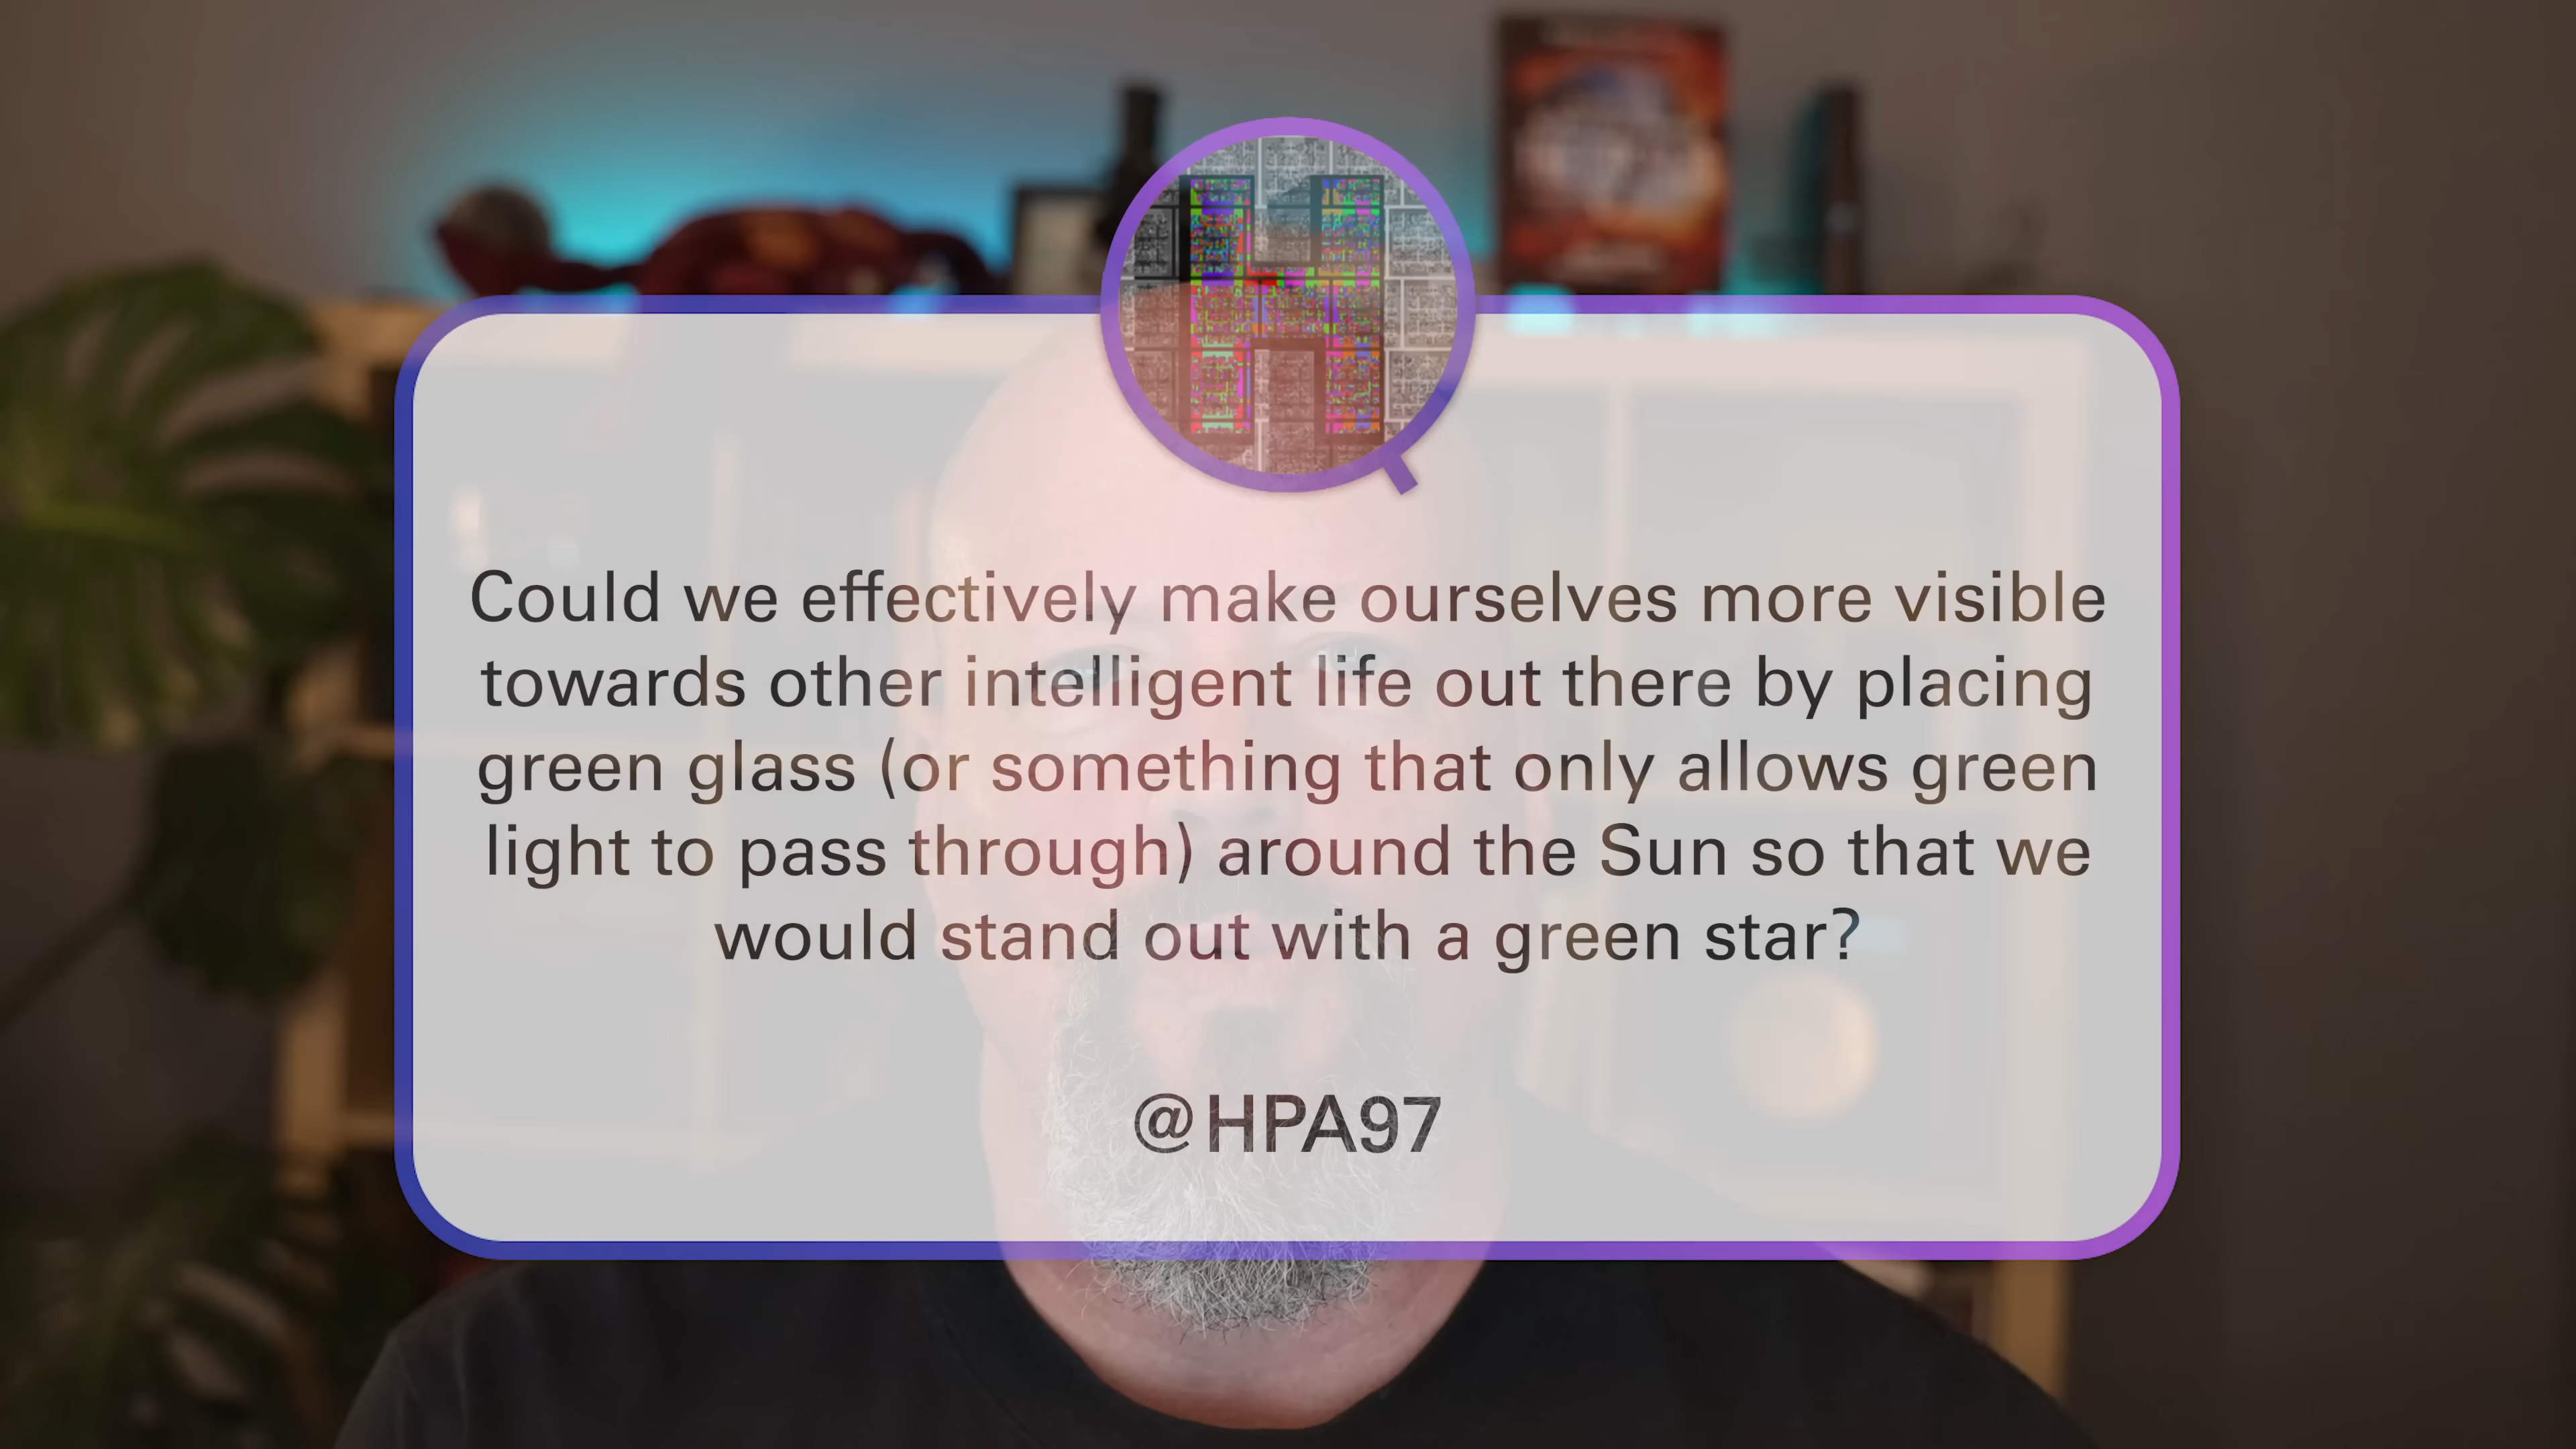 Could we effectively make ourselves more visible
towards other intelligent life out there by placing
green glass (or something that only allows green
light to pass through) around the Sun so that we
would stand out with a green star?
@HPA97